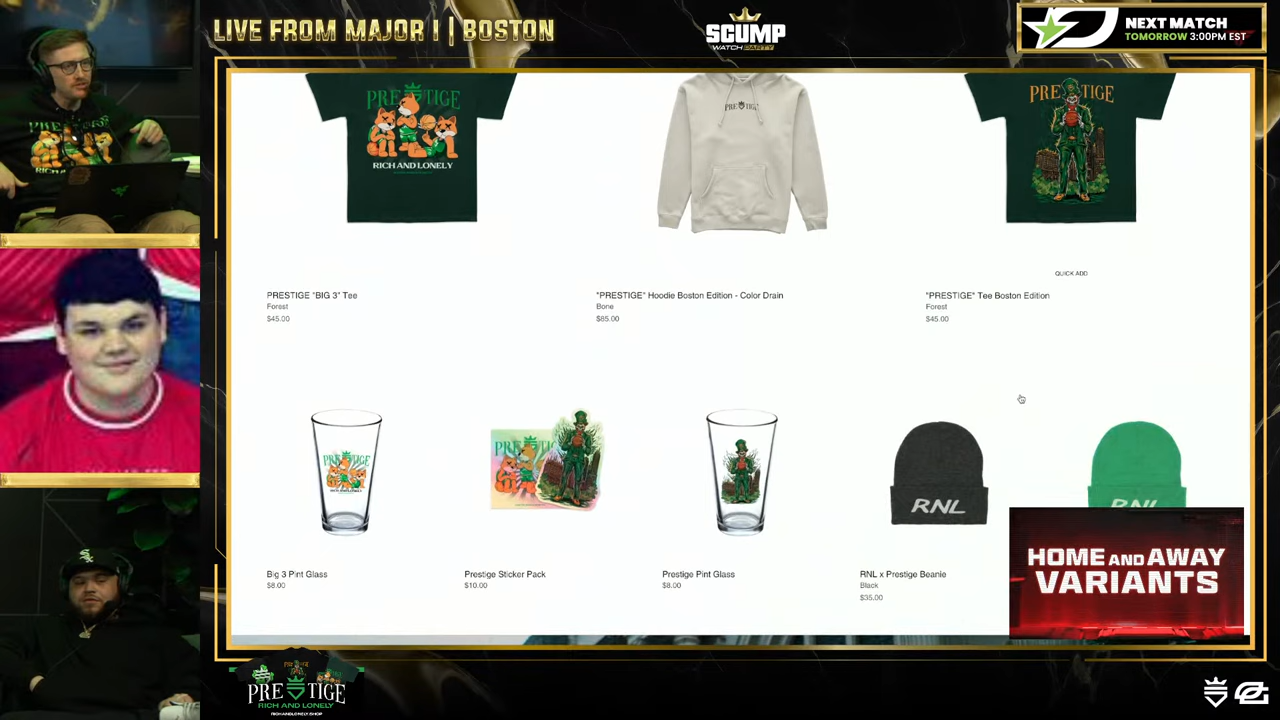 LIVE FROM MAJOR I | BOSTON
SCUMP
WATCH PARTY
NEXT MATCH
TOMORROW 3:00PM EST
PRESTIGE
RICH AND LONELY
PRESTIGE
PRESTIGE
QUICK ADD
PRESTIGE "BIG 3" Tee
Forest
$45.00
"PRESTIGE" Hoodie Boston Edition - Color Drain
Bone
$85.00
"PRESTIGE" Tee Boston Edition
Forest
$45.00
RNL
RNL
Big 3 Pint Glass
$8.00
Prestige Sticker Pack
$10.00
Prestige Pint Glass
$8.00
RNL x Prestige Beanie
Black
$35.00
HOME AND AWAY
VARIANTS
PRESTIGE
RICH AND LONELY
RICHANDLONELY.SHOP